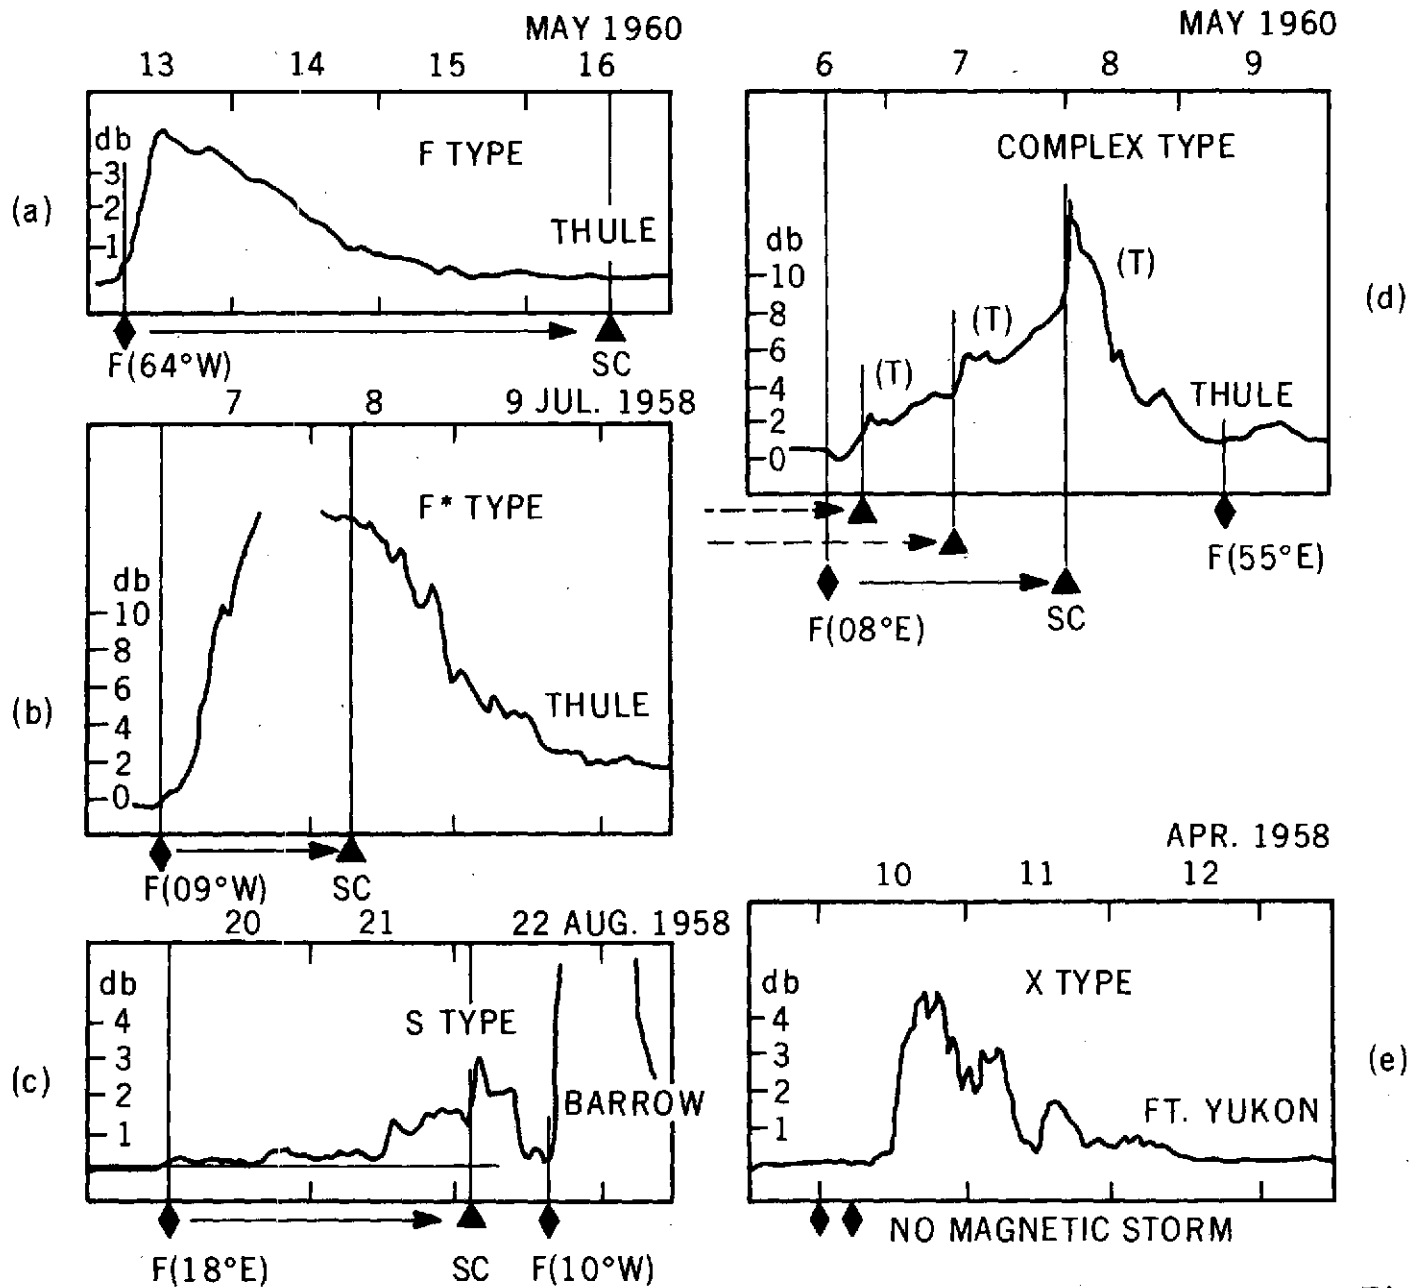 MAY 1960
13 14 15 16
db
3
2
1
F TYPE
THULE
(a)
F(64°W)
SC
7 8 9 JUL. 1958
F* TYPE
db
10
8
6
4
2
0
THULE
(b)
F(09°W)
SC
20 21 22 AUG. 1958
db
4
3
2
1
S TYPE
BARROW
(c)
F(18°E)
SC
F(10°W)
MAY 1960
6 7 8 9
COMPLEX TYPE
db
10
8
6
4
2
0
(T)
(T)
(T)
THULE
(d)
F(55°E)
F(08°E)
SC
APR. 1958
10 11 12
X TYPE
db
4
3
2
1
FT. YUKON
(e)
NO MAGNETIC STORM